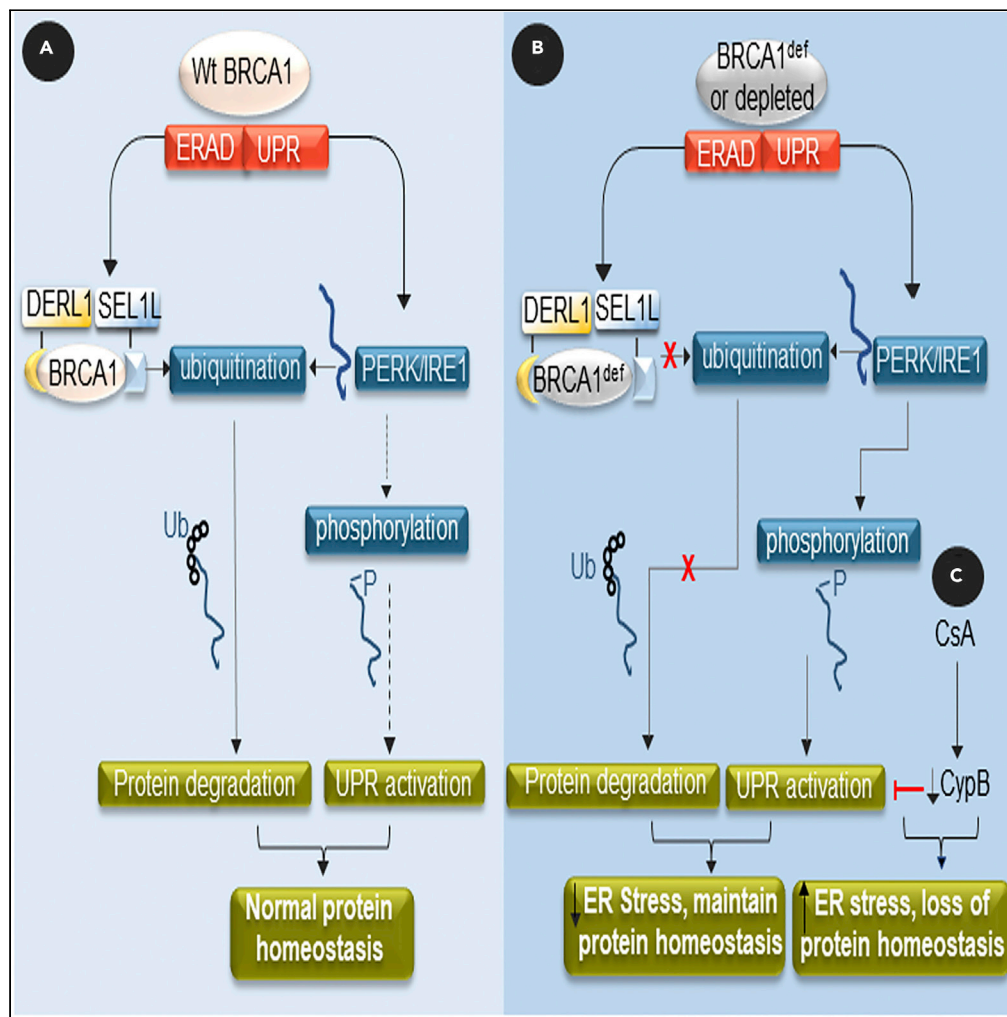 A
Wt BRCA1
ERAD UPR
DERL1 SEL1L
BRCA1
ubiquitination
PERK/IRE1
phosphorylation
Ub
P
Protein degradation
UPR activation
Normal protein
homeostasis
B
BRCA1def
or depleted
ERAD UPR
DERL1 SEL1L
BRCA1def
X
ubiquitination
PERK/IRE1
phosphorylation
Ub
X
P
C
CsA
Protein degradation
UPR activation
↓CypB
↓ ER Stress, maintain
protein homeostasis
↑ ER stress, loss of
protein homeostasis